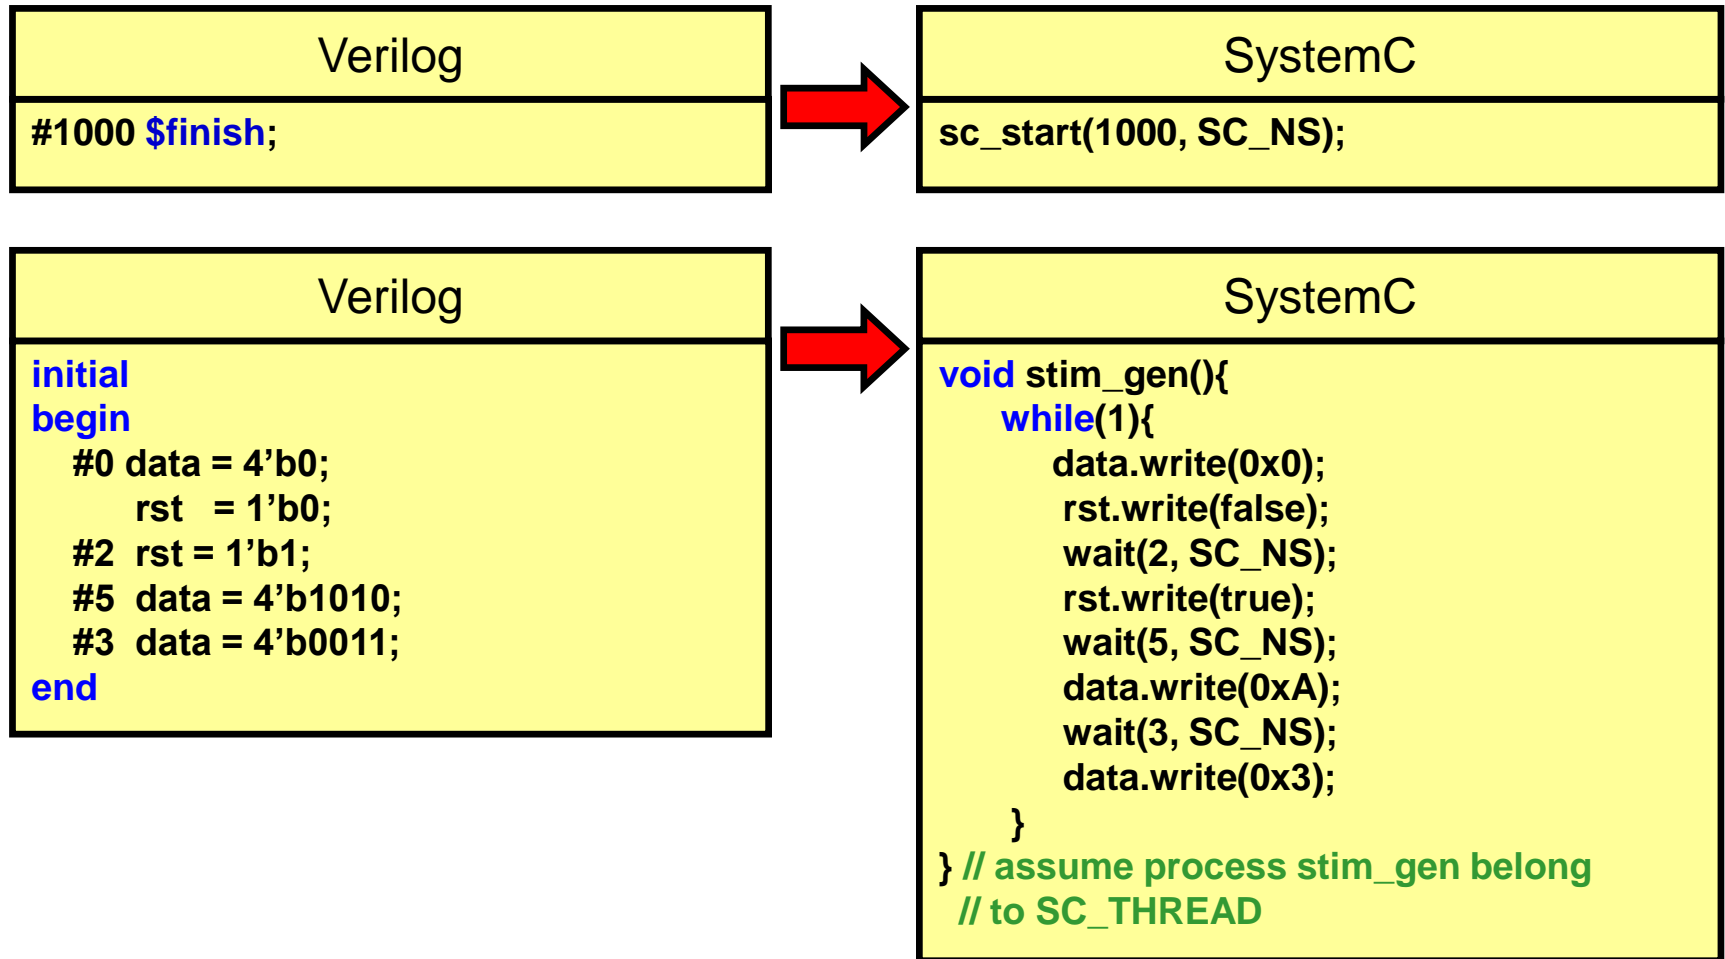 Verilog
#1000 $finish;
SystemC
sc_start(1000, SC_NS);
Verilog
initial
begin
#0 data = 4’b0;
rst = 1’b0;
#2 rst = 1’b1;
#5 data = 4’b1010;
#3 data = 4’b0011;
end
SystemC
void stim_gen(){
while(1){
data.write(0x0);
rst.write(false);
wait(2, SC_NS);
rst.write(true);
wait(5, SC_NS);
data.write(0xA);
wait(3, SC_NS);
data.write(0x3);
}
} // assume process stim_gen belong
// to SC_THREAD